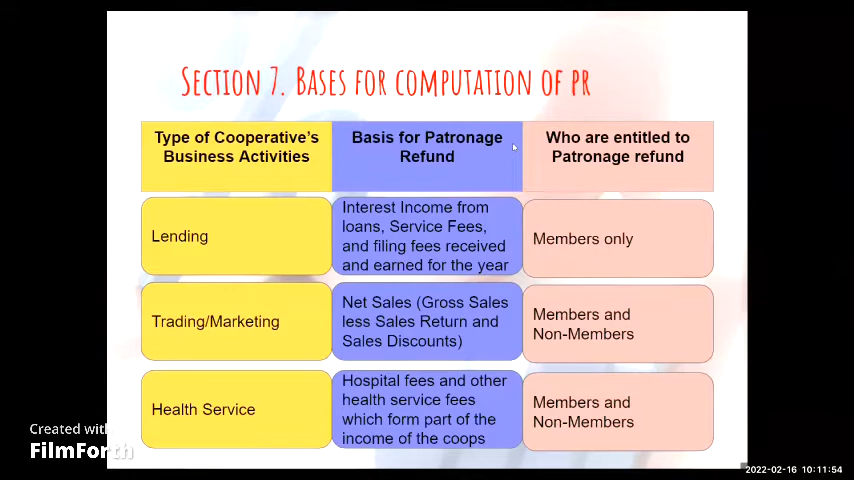 Section 7. Bases for computation of PR
Type of Cooperative's
Business Activities
Basis for Patronage
Refund
Who are entitled to
Patronage refund
Lending
Interest Income from
loans, Service Fees,
and filing fees received
and earned for the year
Members only
Trading/Marketing
Net Sales (Gross Sales
less Sales Return and
Sales Discounts)
Members and
Non-Members
Health Service
Hospital fees and other
health service fees
which form part of the
income of the coops
Members and
Non-Members
Created with
FilmForth
2022-02-16 10:11:54